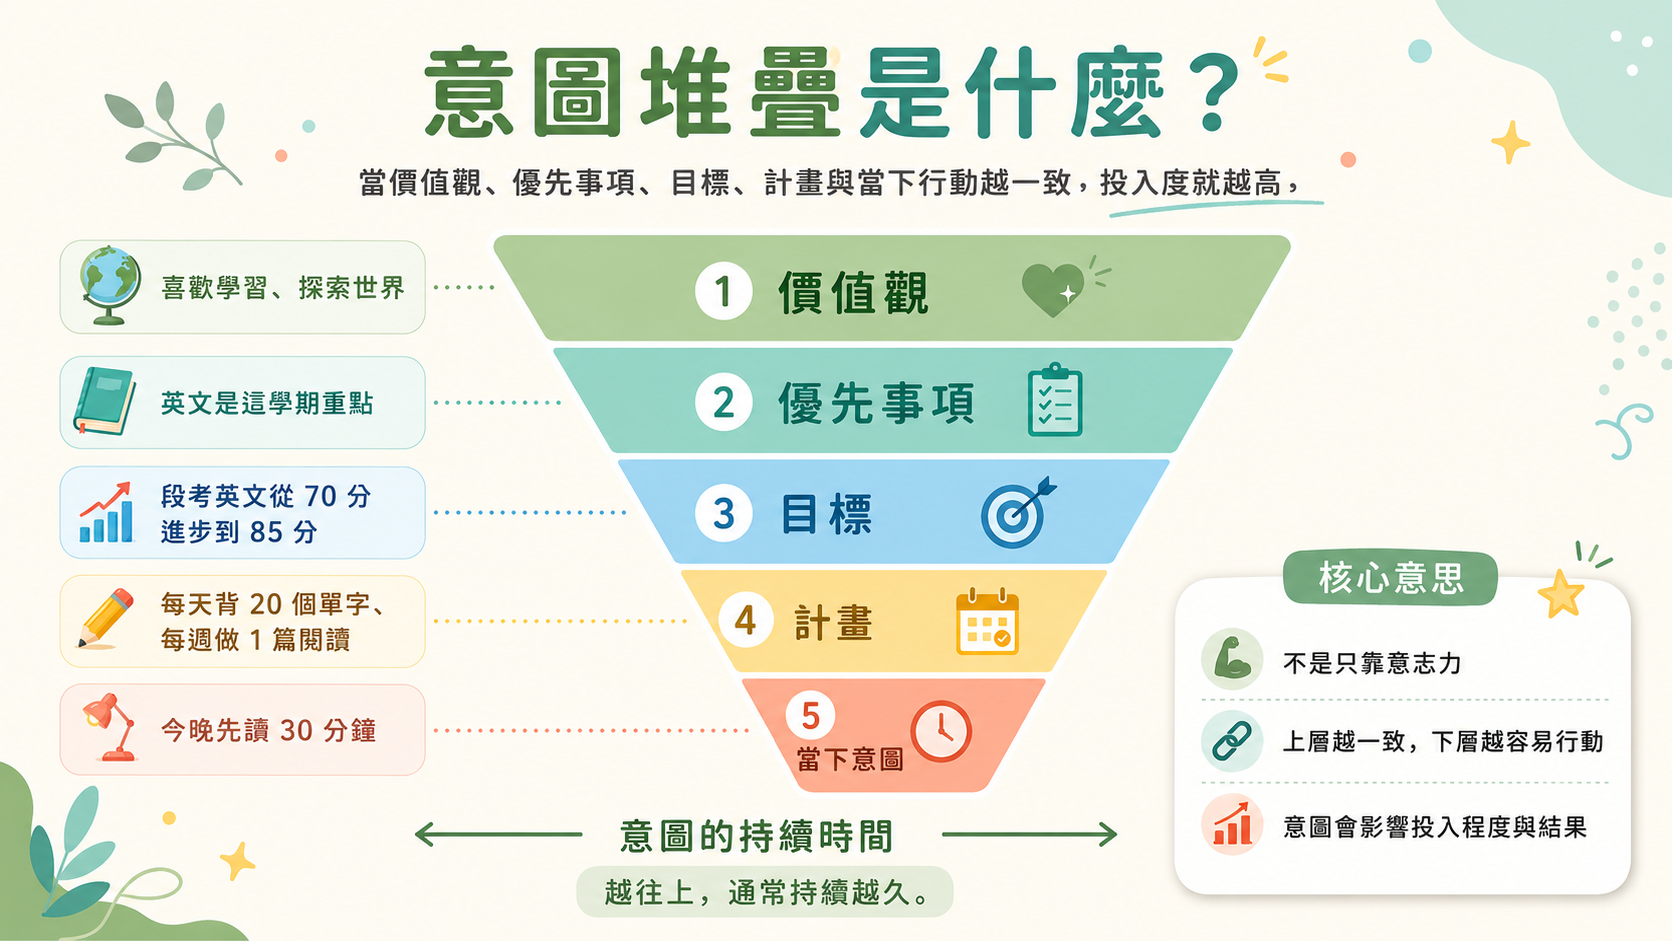 意圖堆疊是什麼？
當價值觀、優先事項、目標、計畫與當下行動越一致，投入度就越高，
喜歡學習、探索世界
1 價值觀
英文是這學期重點
2 優先事項
段考英文從 70 分
進步到 85 分
3 目標
每天背 20 個單字、
每週做 1 篇閱讀
4 計畫
今晚先讀 30 分鐘
5
當下意圖
意圖的持續時間
越往上，通常持續越久。
核心意思
不是只靠意志力
上層越一致，下層越容易行動
意圖會影響投入程度與結果